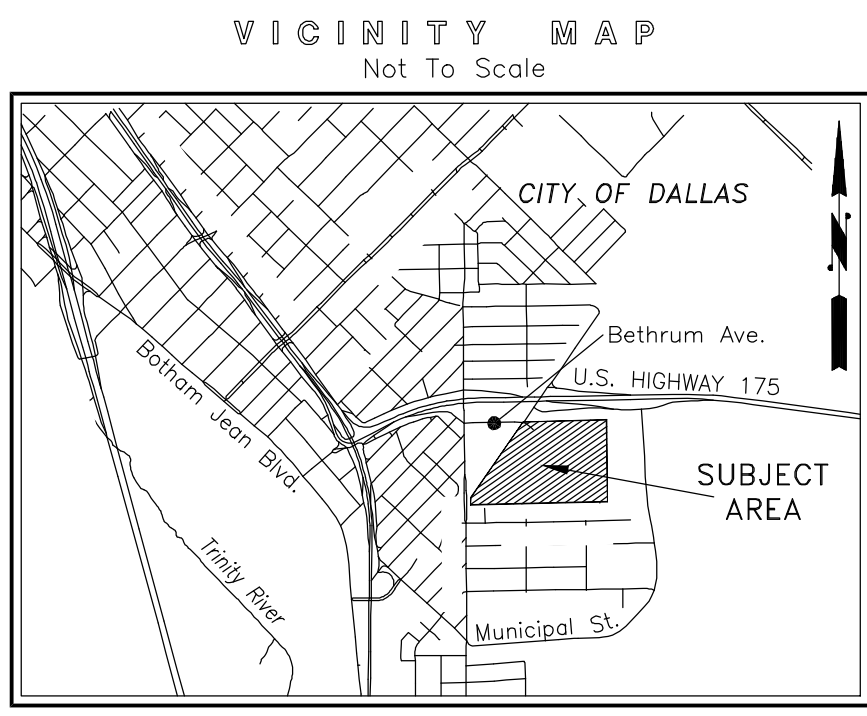 VICINITY MAP
Not To Scale
CITY OF DALLAS
N
Bethrum Ave.
U.S. HIGHWAY 175
Botham Jean Blvd.
SUBJECT
AREA
Trinity River
Municipal St.